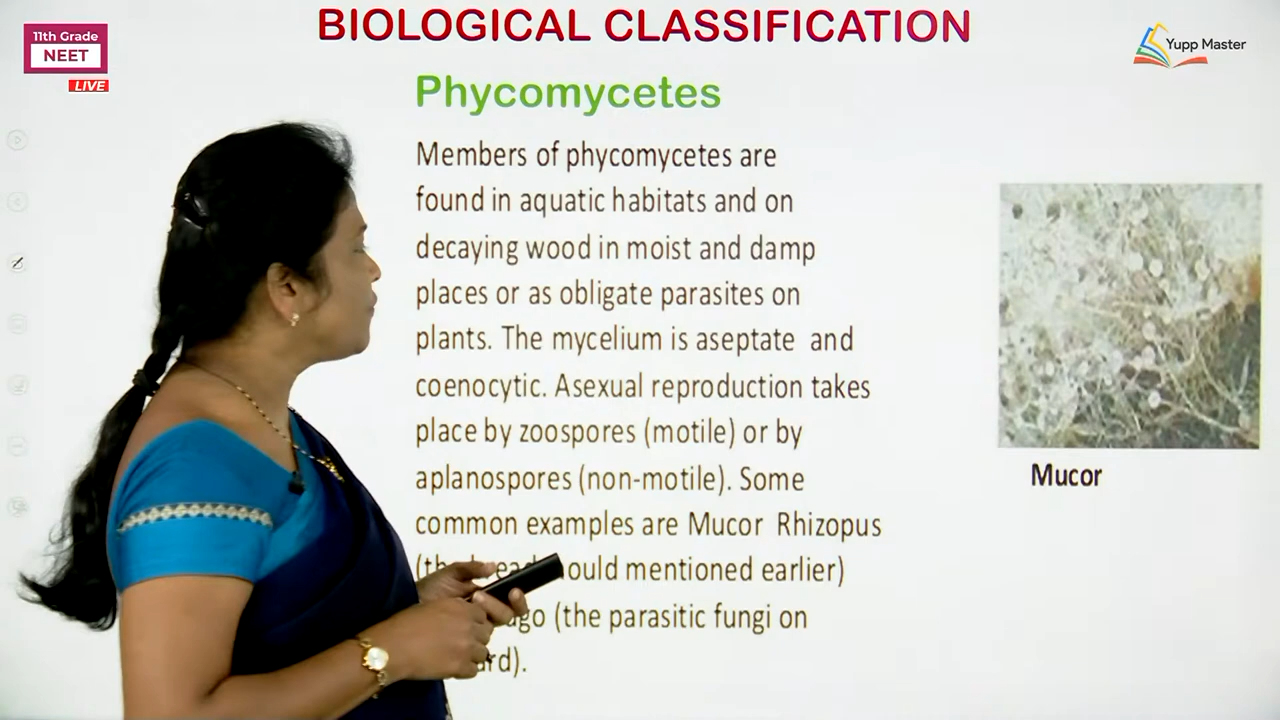 BIOLOGICAL CLASSIFICATION
11th Grade
NEET
LIVE
Yupp Master
Phycomycetes
Members of phycomycetes are
found in aquatic habitats and on
decaying wood in moist and damp
places or as obligate parasites on
plants. The mycelium is aseptate and
coenocytic. Asexual reproduction takes
place by zoospores (motile) or by
aplanospores (non-motile). Some
common examples are Mucor Rhizopus
mentioned earlier)
(the parasitic fungi on
Mucor